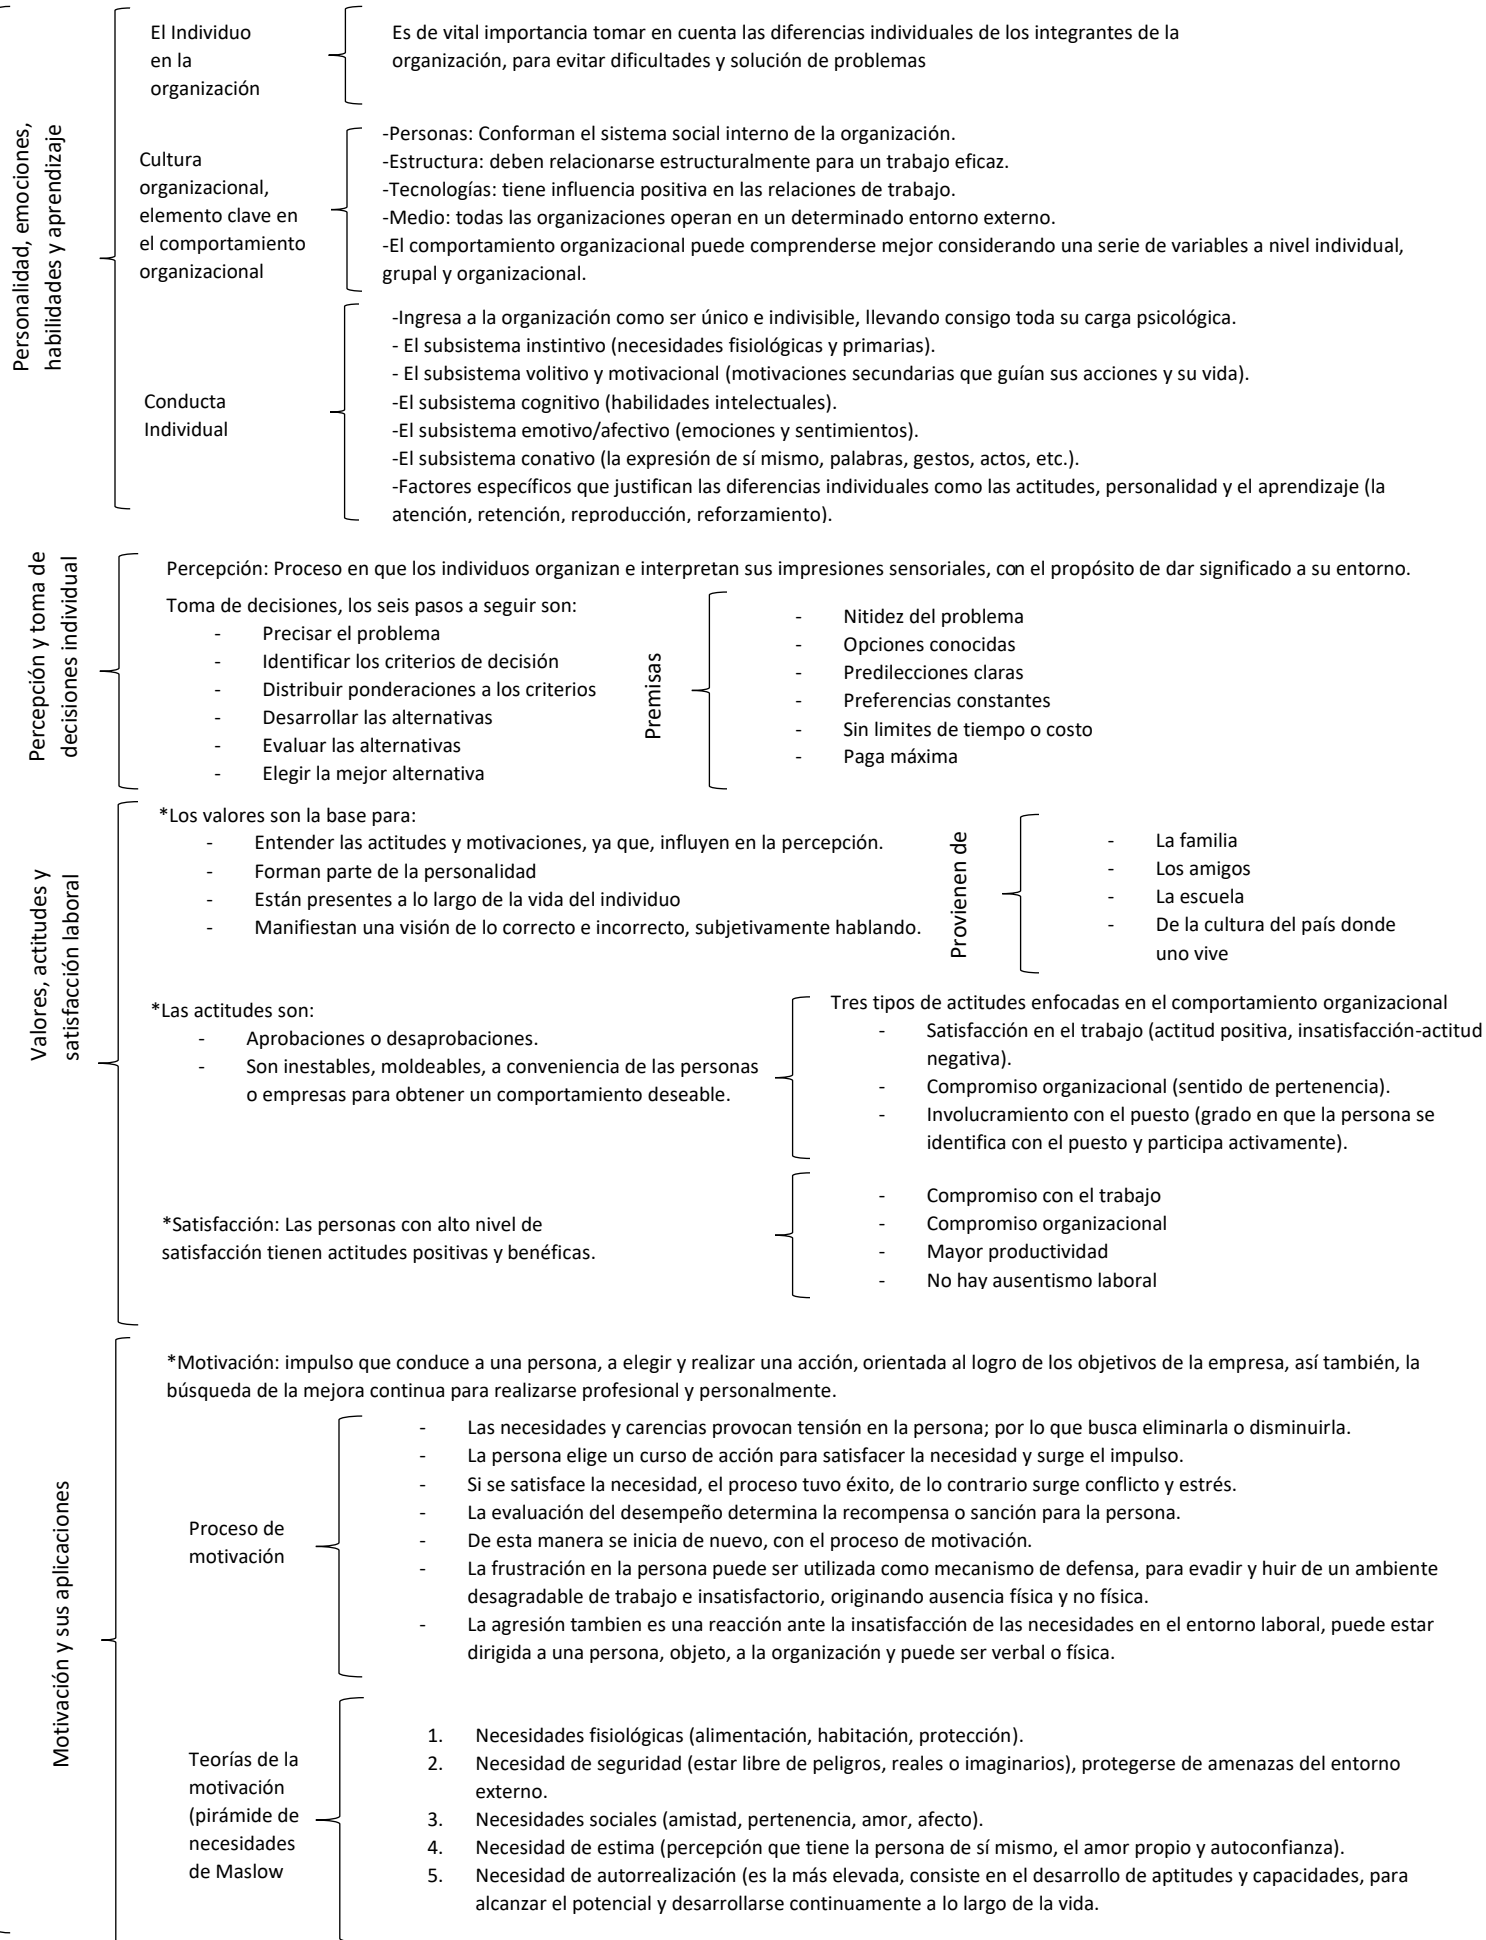 Personalidad, emociones,
habilidades y aprendizaje
El Individuo
en la
organización
Es de vital importancia tomar en cuenta las diferencias individuales de los integrantes de la
organización, para evitar dificultades y solución de problemas
Cultura
organizacional,
elemento clave en
el comportamiento
organizacional
-Personas: Conforman el sistema social interno de la organización.
-Estructura: deben relacionarse estructuralmente para un trabajo eficaz.
-Tecnologías: tiene influencia positiva en las relaciones de trabajo.
-Medio: todas las organizaciones operan en un determinado entorno externo.
-El comportamiento organizacional puede comprenderse mejor considerando una serie de variables a nivel individual,
grupal y organizacional.
Conducta
Individual
-Ingresa a la organización como ser único e indivisible, llevando consigo toda su carga psicológica.
- El subsistema instintivo (necesidades fisiológicas y primarias).
- El subsistema volitivo y motivacional (motivaciones secundarias que guían sus acciones y su vida).
-El subsistema cognitivo (habilidades intelectuales).
-El subsistema emotivo/afectivo (emociones y sentimientos).
-El subsistema conativo (la expresión de sí mismo, palabras, gestos, actos, etc.).
-Factores específicos que justifican las diferencias individuales como las actitudes, personalidad y el aprendizaje (la
atención, retención, reproducción, reforzamiento).
Percepción y toma de
decisiones individual
Percepción: Proceso en que los individuos organizan e interpretan sus impresiones sensoriales, con el propósito de dar significado a su entorno.
Toma de decisiones, los seis pasos a seguir son:
- Precisar el problema
- Identificar los criterios de decisión
- Distribuir ponderaciones a los criterios
- Desarrollar las alternativas
- Evaluar las alternativas
- Elegir la mejor alternativa
Premisas
- Nitidez del problema
- Opciones conocidas
- Predilecciones claras
- Preferencias constantes
- Sin limites de tiempo o costo
- Paga máxima
Valores, actitudes y
satisfacción laboral
*Los valores son la base para:
- Entender las actitudes y motivaciones, ya que, influyen en la percepción.
- Forman parte de la personalidad
- Están presentes a lo largo de la vida del individuo
- Manifiestan una visión de lo correcto e incorrecto, subjetivamente hablando.
Provienen de
- La familia
- Los amigos
- La escuela
- De la cultura del país donde
uno vive
*Las actitudes son:
- Aprobaciones o desaprobaciones.
- Son inestables, moldeables, a conveniencia de las personas
o empresas para obtener un comportamiento deseable.
Tres tipos de actitudes enfocadas en el comportamiento organizacional
- Satisfacción en el trabajo (actitud positiva, insatisfacción-actitud
negativa).
- Compromiso organizacional (sentido de pertenencia).
- Involucramiento con el puesto (grado en que la persona se
identifica con el puesto y participa activamente).
*Satisfacción: Las personas con alto nivel de
satisfacción tienen actitudes positivas y benéficas.
- Compromiso con el trabajo
- Compromiso organizacional
- Mayor productividad
- No hay ausentismo laboral
Motivación y sus aplicaciones
*Motivación: impulso que conduce a una persona, a elegir y realizar una acción, orientada al logro de los objetivos de la empresa, así también, la
búsqueda de la mejora continua para realizarse profesional y personalmente.
Proceso de
motivación
- Las necesidades y carencias provocan tensión en la persona; por lo que busca eliminarla o disminuirla.
- La persona elige un curso de acción para satisfacer la necesidad y surge el impulso.
- Si se satisface la necesidad, el proceso tuvo éxito, de lo contrario surge conflicto y estrés.
- La evaluación del desempeño determina la recompensa o sanción para la persona.
- De esta manera se inicia de nuevo, con el proceso de motivación.
- La frustración en la persona puede ser utilizada como mecanismo de defensa, para evadir y huir de un ambiente
desagradable de trabajo e insatisfactorio, originando ausencia física y no física.
- La agresión tambien es una reacción ante la insatisfacción de las necesidades en el entorno laboral, puede estar
dirigida a una persona, objeto, a la organización y puede ser verbal o física.
Teorías de la
motivación
(pirámide de
necesidades
de Maslow
1. Necesidades fisiológicas (alimentación, habitación, protección).
2. Necesidad de seguridad (estar libre de peligros, reales o imaginarios), protegerse de amenazas del entorno
externo.
3. Necesidades sociales (amistad, pertenencia, amor, afecto).
4. Necesidad de estima (percepción que tiene la persona de sí mismo, el amor propio y autoconfianza).
5. Necesidad de autorrealización (es la más elevada, consiste en el desarrollo de aptitudes y capacidades, para
alcanzar el potencial y desarrollarse continuamente a lo largo de la vida.